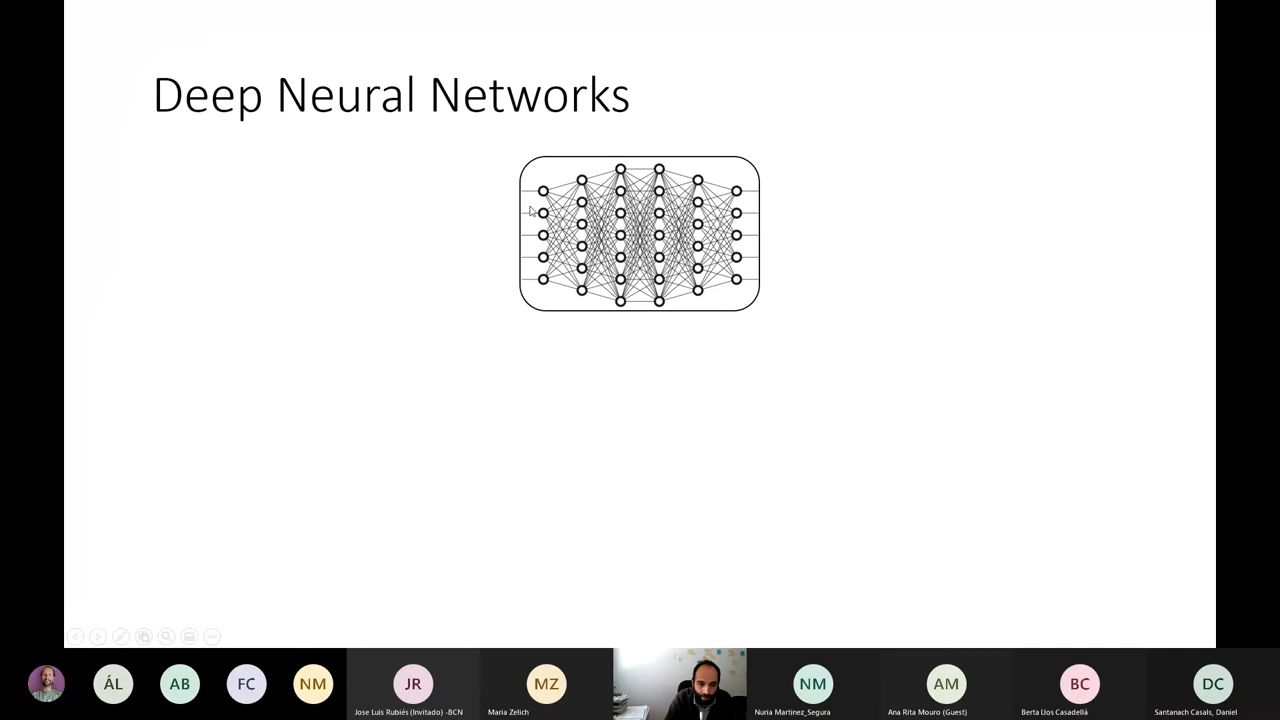 Deep Neural Networks
ÁL
AB
FC
NM
JR
MZ
NM
AM
BC
DC
Jose Luis Rubiés (Invitado) -BCN
Maria Zelich
Nuria Martinez_Segura
Ana Rita Mouro (Guest)
Berta Llos Casadellà
Santanach Casals, Daniel